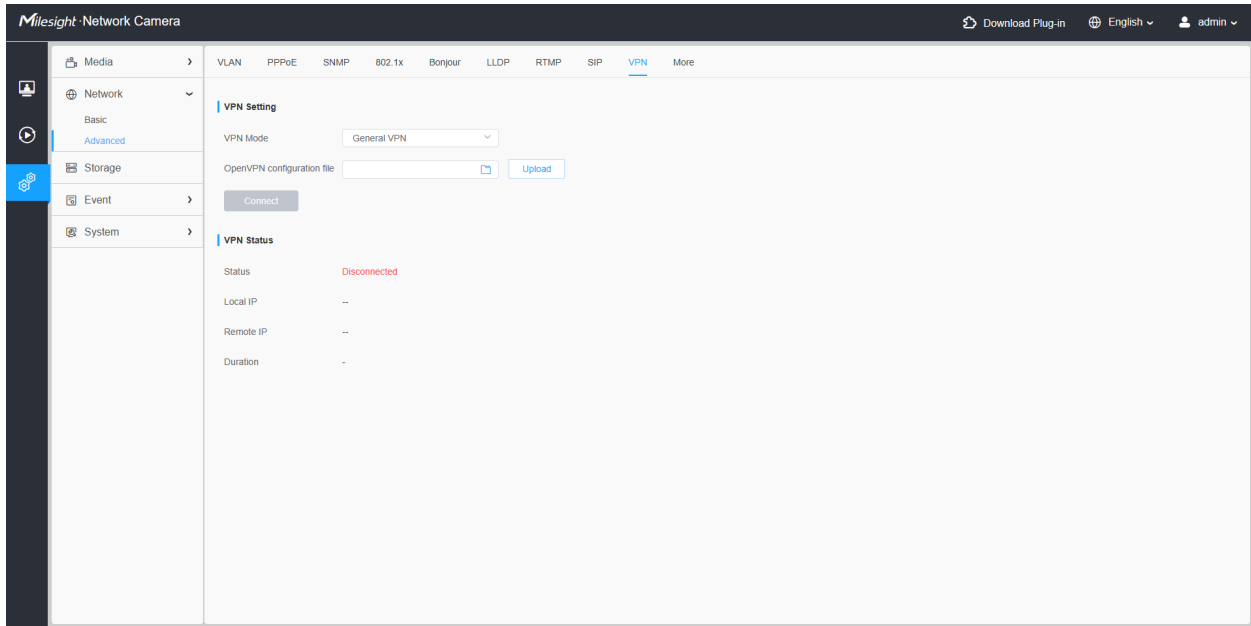 Milesight · Network Camera
Download Plug-in English admin
Media
Network
Basic
Advanced
Storage
Event
System
VLAN PPPoE SNMP 802.1x Bonjour LLDP RTMP SIP VPN More
VPN Setting
VPN Mode General VPN
OpenVPN configuration file Upload
Connect
VPN Status
Status Disconnected
Local IP --
Remote IP --
Duration -